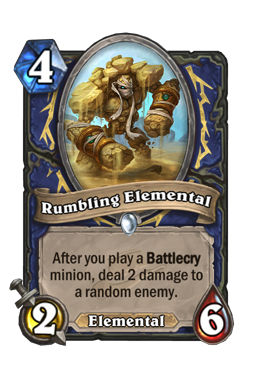 4
Rumbling Elemental
After you play a Battlecry
minion, deal 2 damage to
a random enemy.
2
Elemental
6